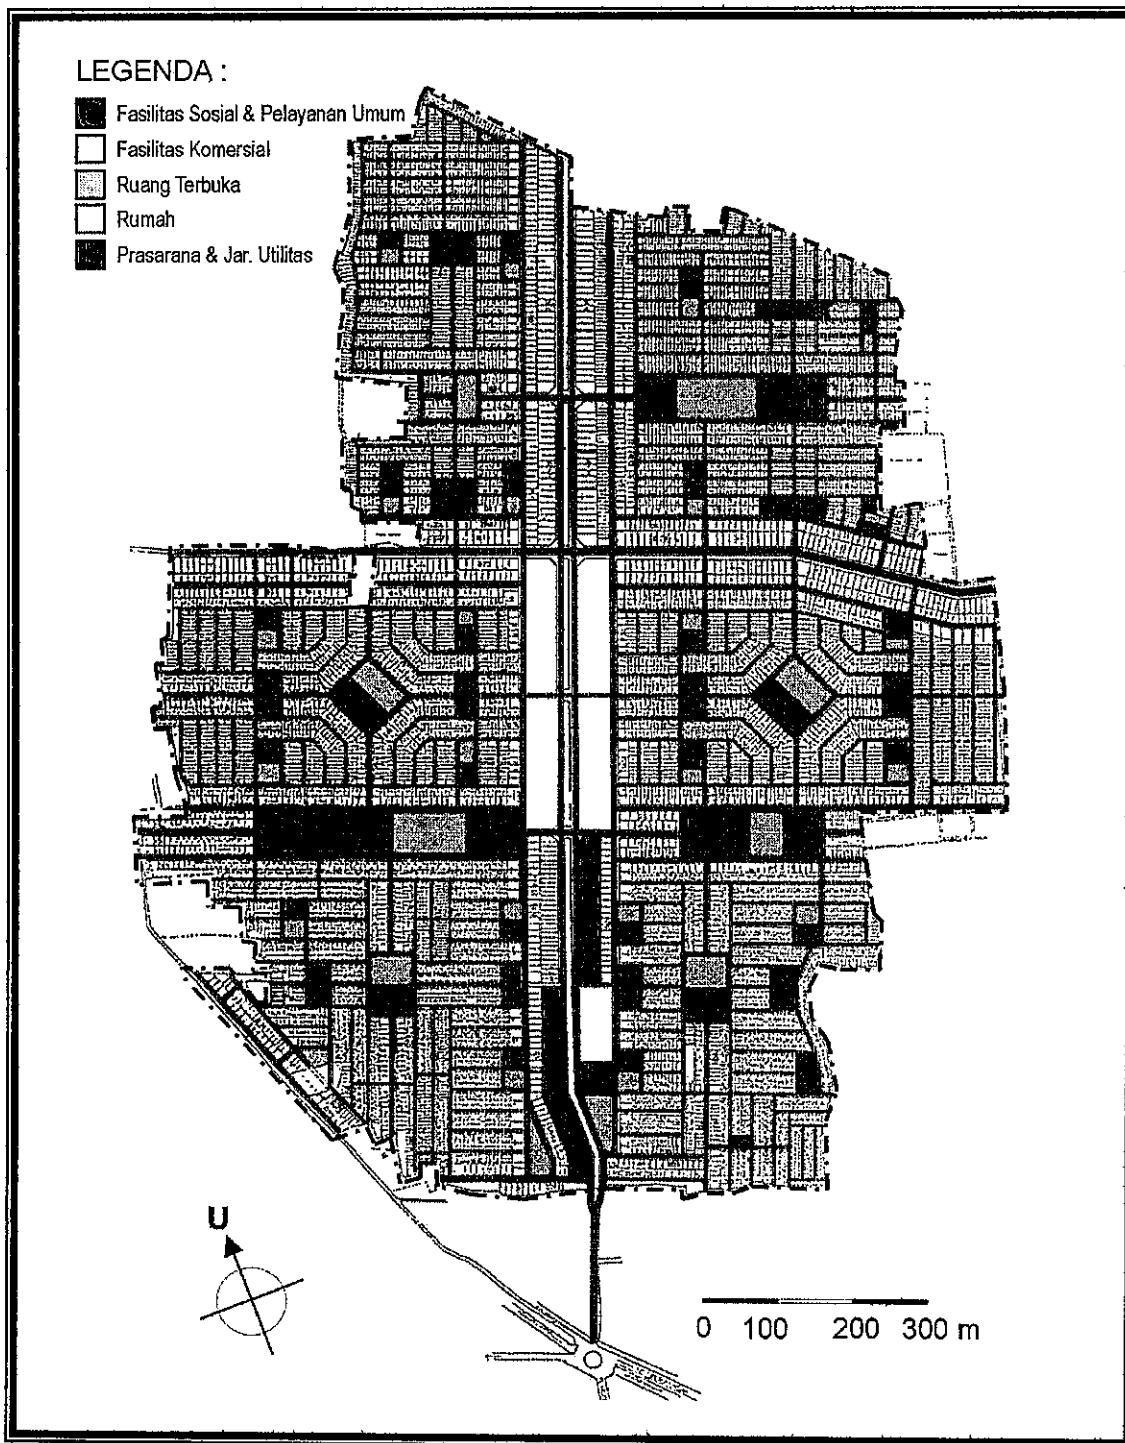 LEGENDA :
Fasilitas Sosial & Pelayanan Umum
Fasilitas Komersial
Ruang Terbuka
Rumah
Prasarana & Jar. Utilitas
U
0 100 200 300 m